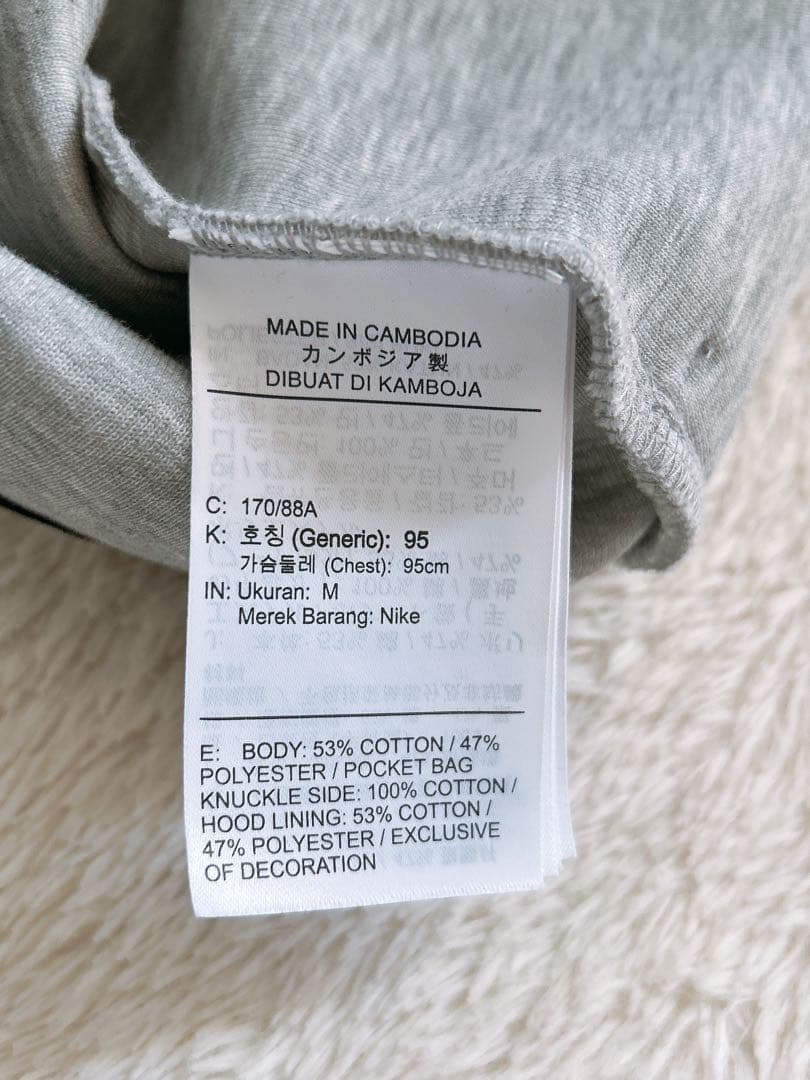 MADE IN CAMBODIA
カンボジア製
DIBUAT DI KAMBOJA
C: 170/88A
K: 호칭 (Generic): 95
가슴둘레 (Chest): 95cm
IN: Ukuran: M
Merek Barang: Nike
E: BODY: 53% COTTON / 47%
POLYESTER / POCKET BAG
KNUCKLE SIDE: 100% COTTON /
HOOD LINING: 53% COTTON /
47% POLYESTER / EXCLUSIVE
OF DECORATION